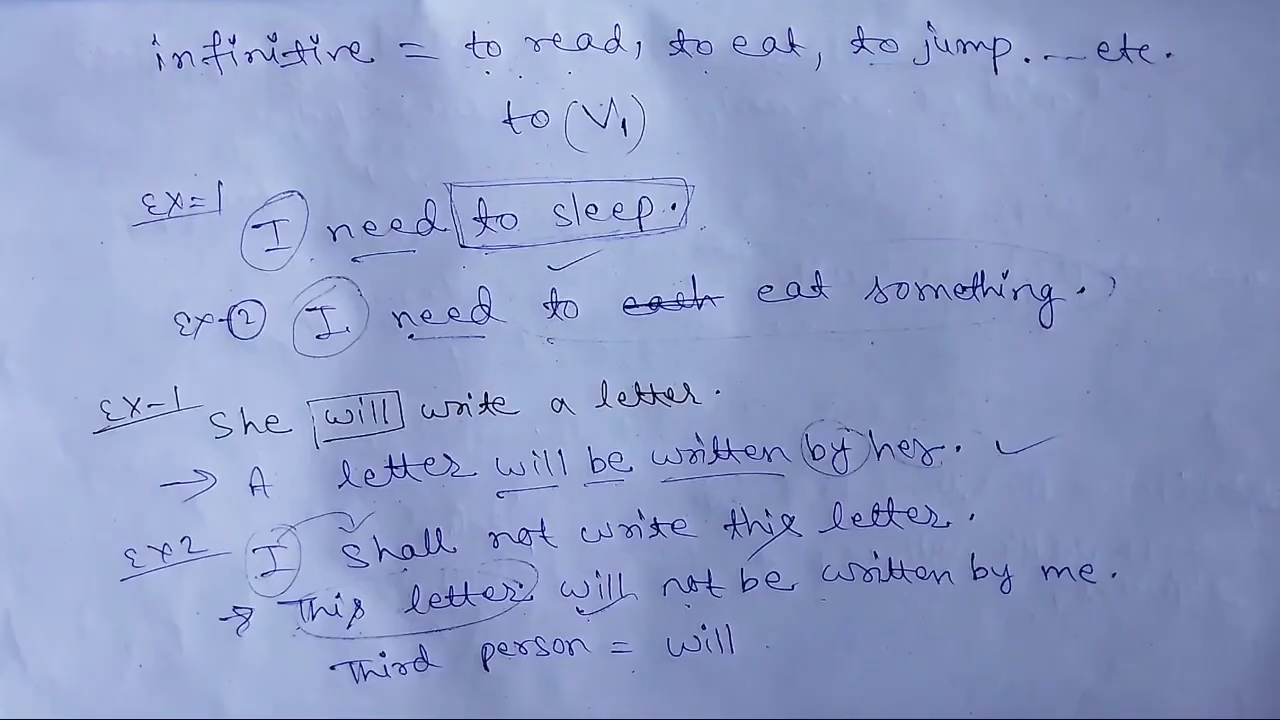 infinitive = to read, to eat, to jump.... etc.
to (V1)
Ex=1 I need to sleep.
Ex-2 I need to eat something.
Ex-1 She will write a letter.
→ A letter will be written by her. ✓
Ex2 I shall not write this letter.
→ This letter will not be written by me.
Third person = will